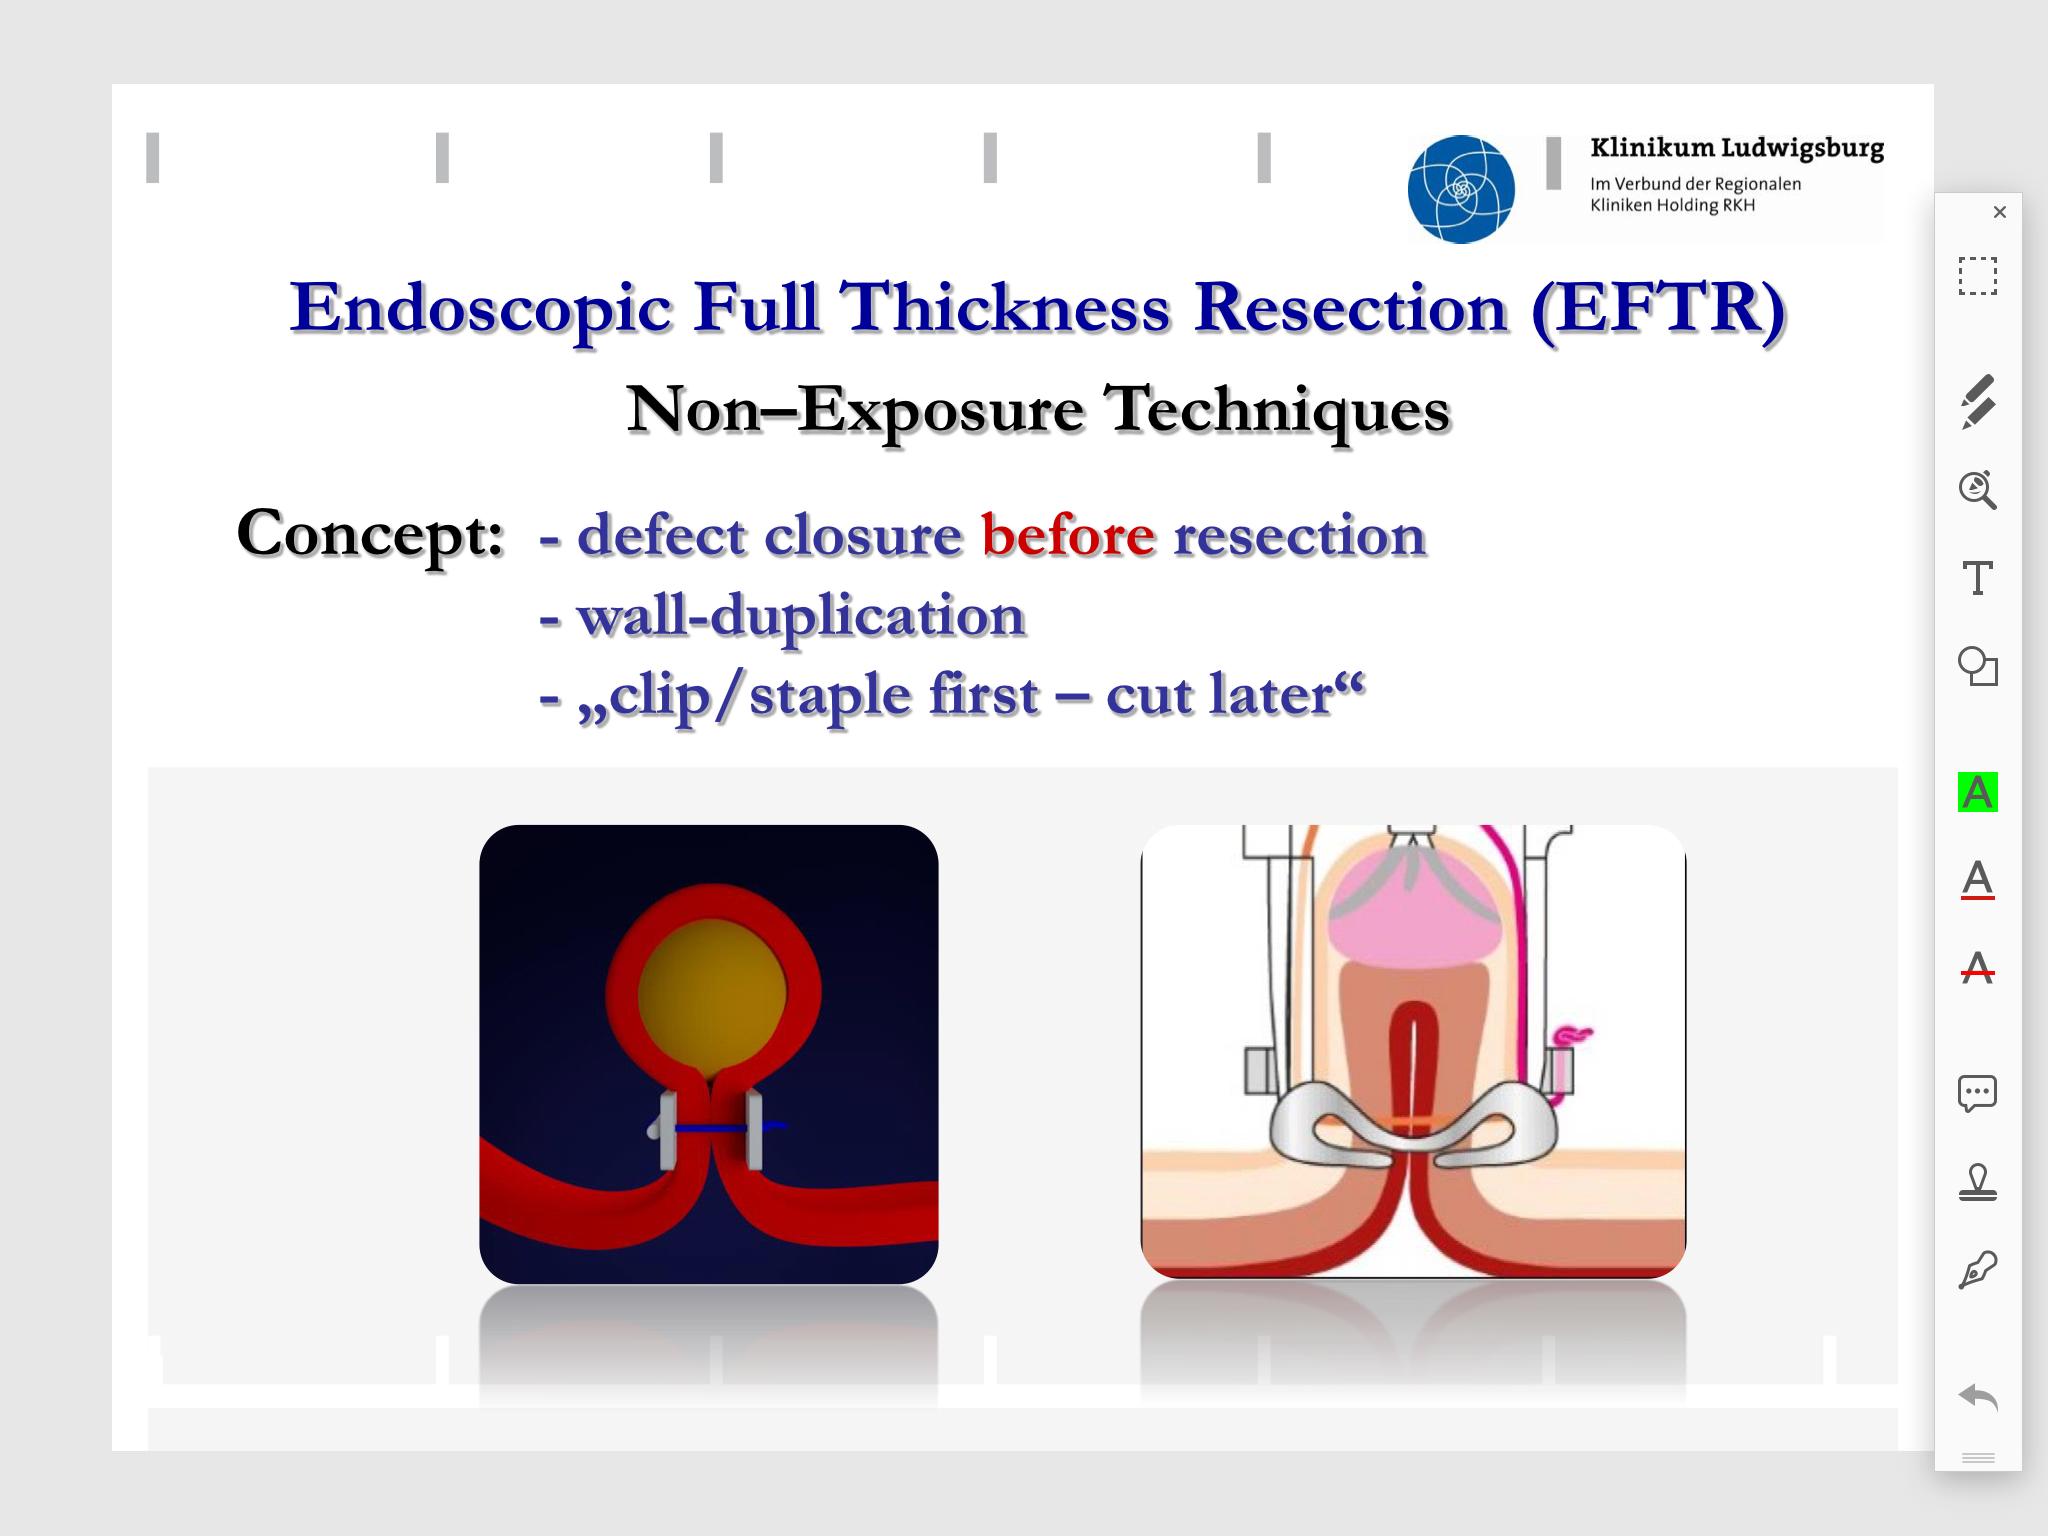 Klinikum Ludwigsburg
Im Verbund der Regionalen
Kliniken Holding RKH
Endoscopic Full Thickness Resection (EFTR)
Non–Exposure Techniques
Concept: - defect closure before resection
- wall-duplication
- „clip/staple first – cut later“
T
A
A
A